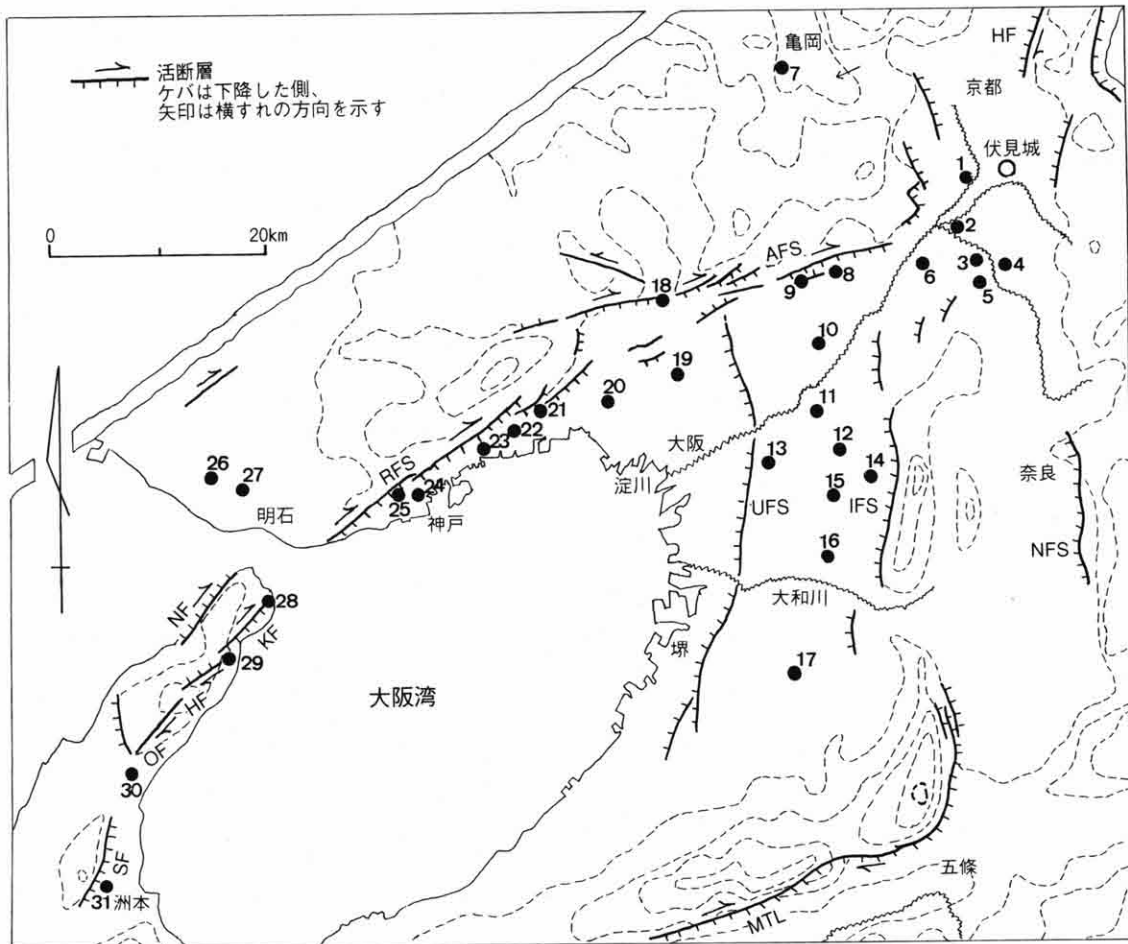 活断層
ケバは下降した側、
矢印は横すれの方向を示す
0 20km
亀岡
7
HF
京都
伏見城
1
2
3
4
5
6
AFS
8
9
18
10
19
20
21
22
23
RFS
24
25
神戸
26
27
明石
11
12
13
14
15
16
大阪
淀川
UFS
IFS
奈良
NFS
大和川
堺
17
大阪湾
NF
28
KF
29
HF
OF
30
SF
31
洲本
五條
MTL